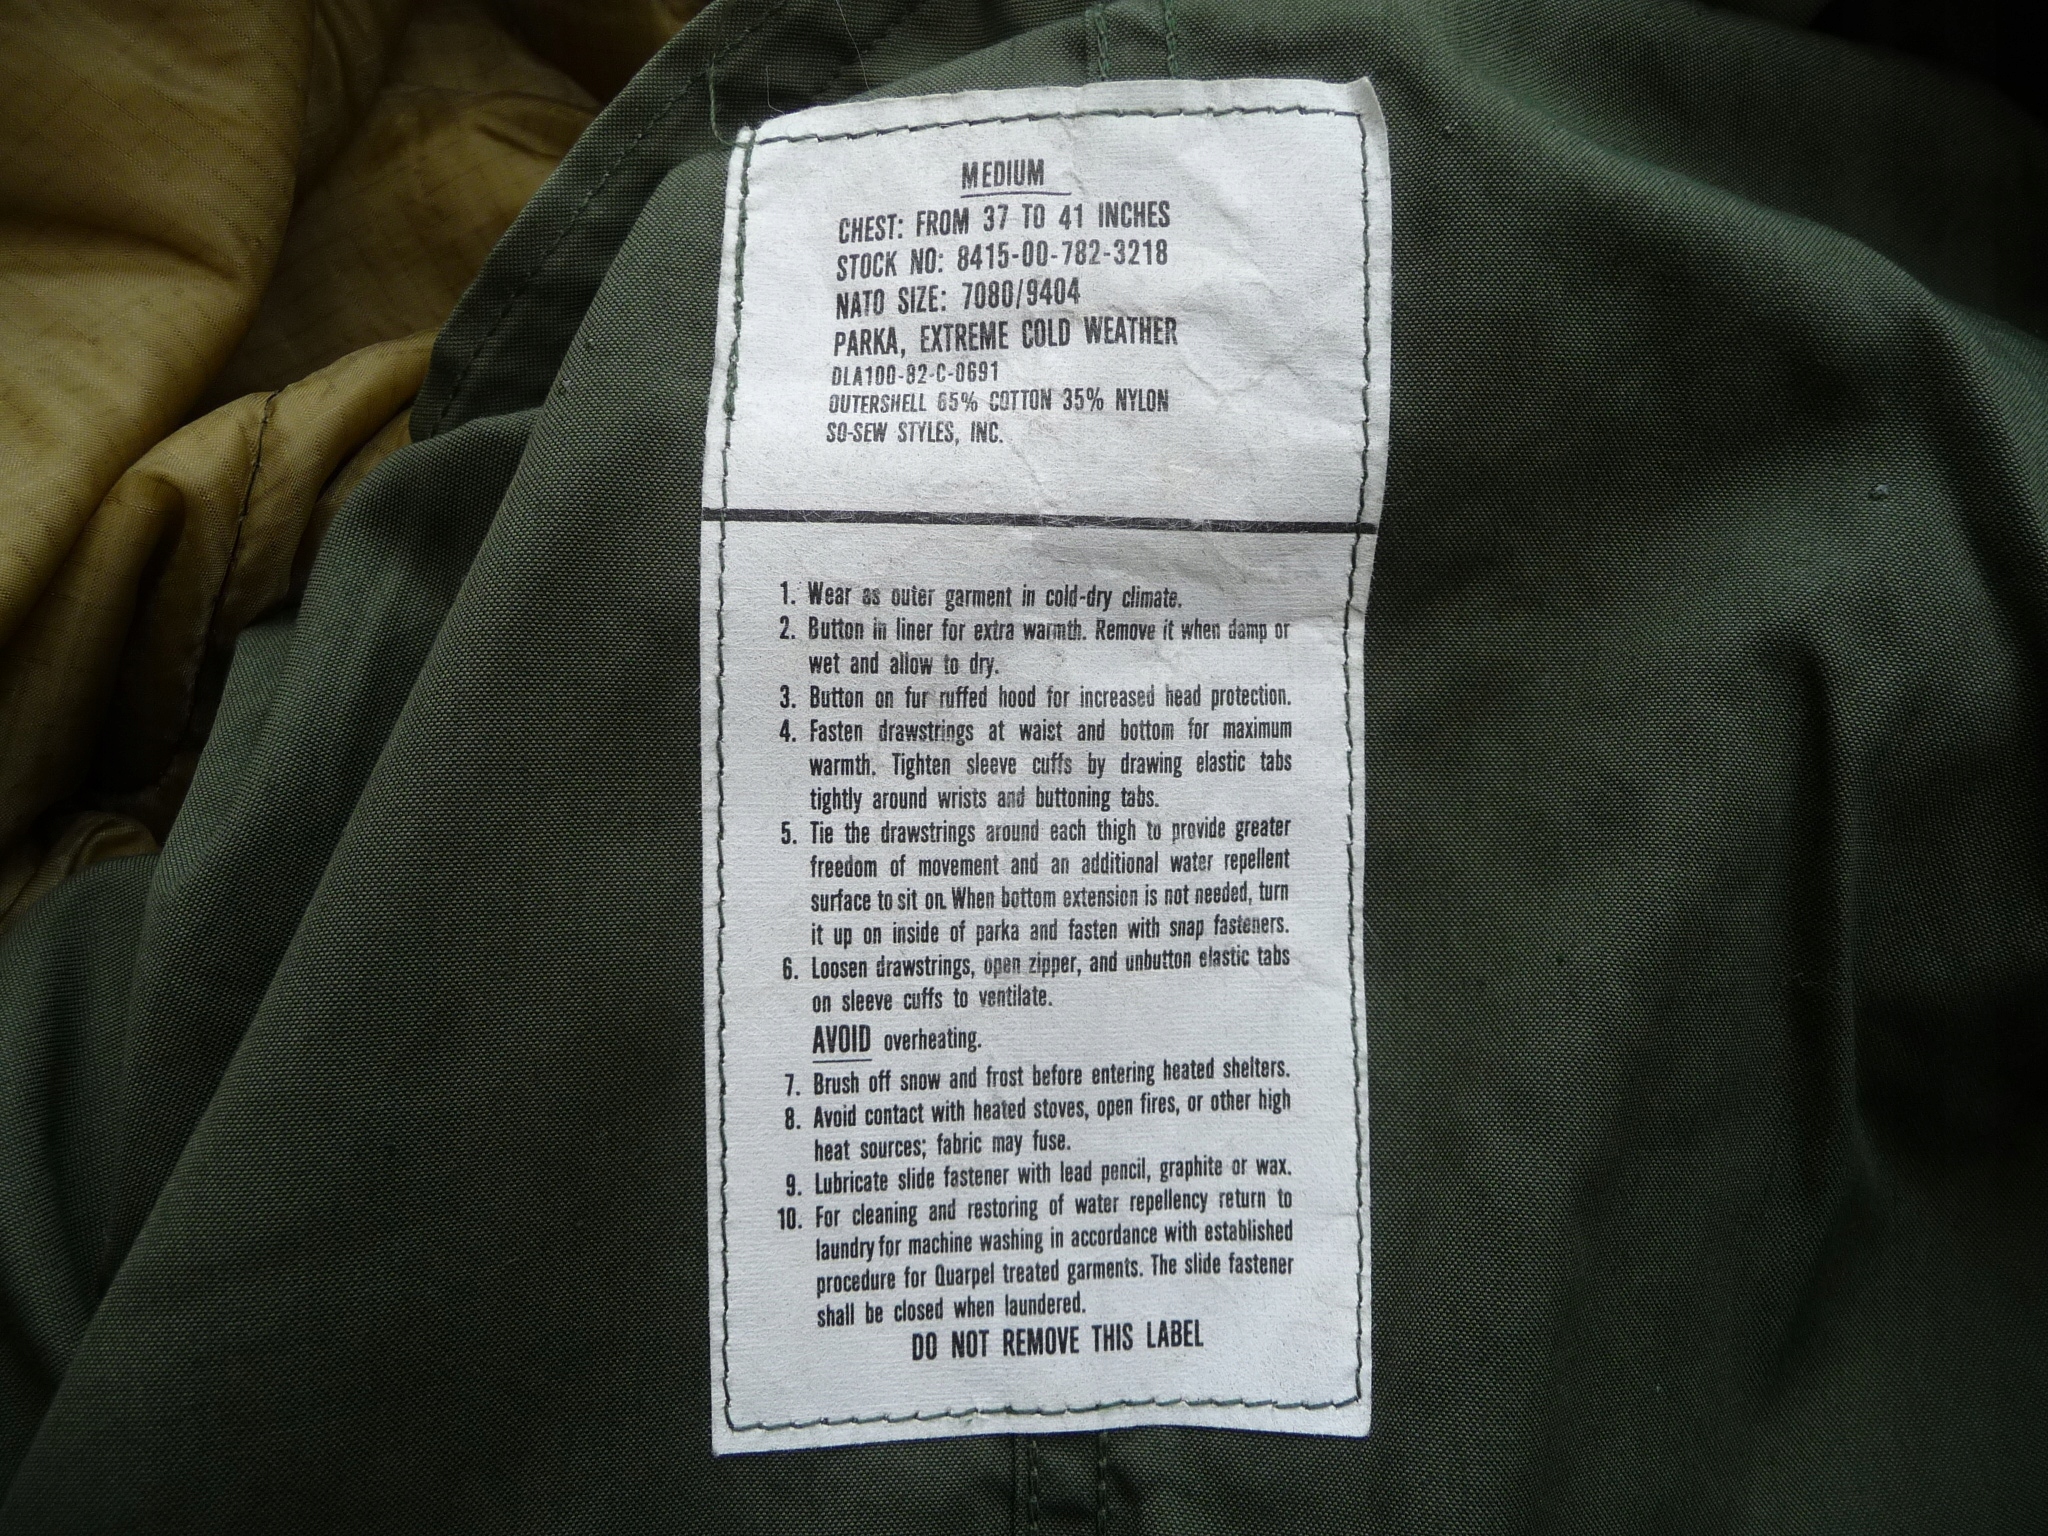 MEDIUM
CHEST: FROM 37 TO 41 INCHES
STOCK NO: 8415-00-782-3218
NATO SIZE: 7080/9404
PARKA, EXTREME COLD WEATHER
DLA100-82-C-0691
OUTERSHELL 65% COTTON 35% NYLON
SO-SEW STYLES, INC.
1. Wear as outer garment in cold-dry climate.
2. Button in liner for extra warmth. Remove it when damp or
wet and allow to dry.
3. Button on fur ruffed hood for increased head protection.
4. Fasten drawstrings at waist and bottom for maximum
warmth. Tighten sleeve cuffs by drawing elastic tabs
tightly around wrists and buttoning tabs.
5. Tie the drawstrings around each thigh to provide greater
freedom of movement and an additional water repellent
surface to sit on. When bottom extension is not needed, turn
it up on inside of parka and fasten with snap fasteners.
6. Loosen drawstrings, open zipper, and unbutton elastic tabs
on sleeve cuffs to ventilate.
AVOID overheating.
7. Brush off snow and frost before entering heated shelters.
8. Avoid contact with heated stoves, open fires, or other high
heat sources; fabric may fuse.
9. Lubricate slide fastener with lead pencil, graphite or wax.
10. For cleaning and restoring of water repellency return to
laundry for machine washing in accordance with established
procedure for Quarpel treated garments. The slide fastener
shall be closed when laundered.
DO NOT REMOVE THIS LABEL